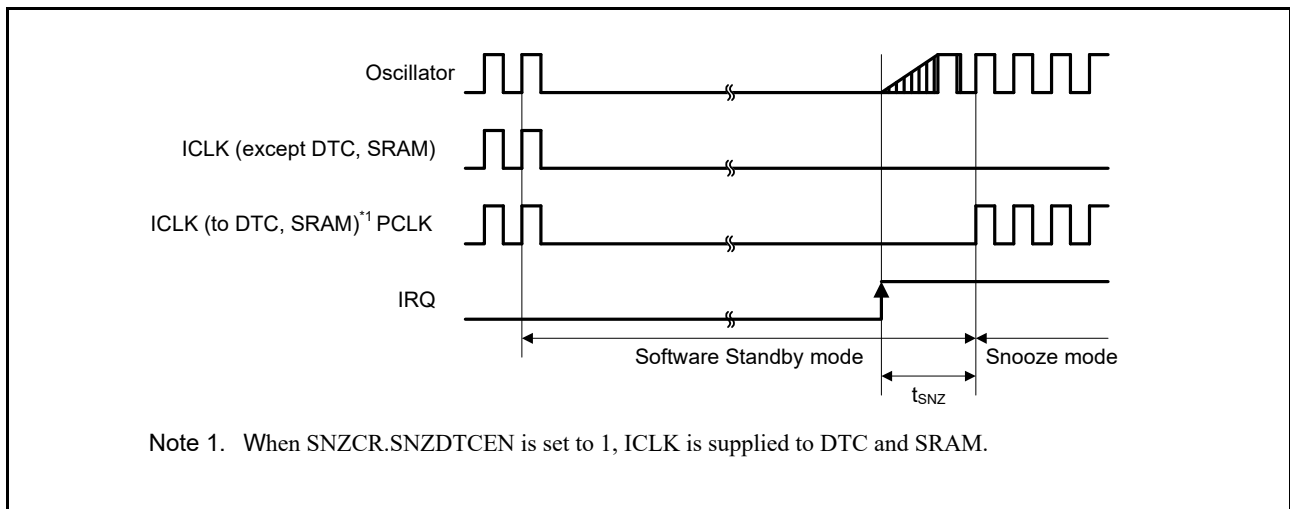 Oscillator
ICLK (except DTC, SRAM)
ICLK (to DTC, SRAM)*1 PCLK
IRQ
Software Standby mode
Snooze mode
tSNZ
Note 1. When SNZCR.SNZDTCEN is set to 1, ICLK is supplied to DTC and SRAM.